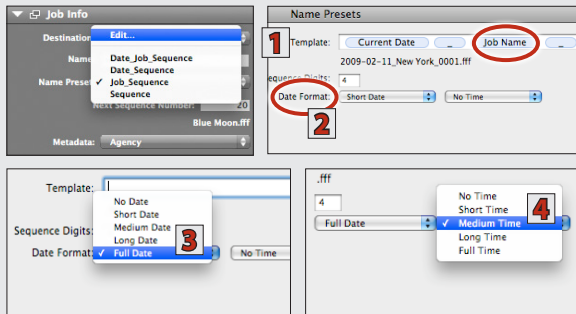 Job Info
Destination
Edit...
Name
Date_Job_Sequence
Date_Sequence
Name Preset
✓ Job_Sequence
Sequence
Next Sequence Number: 20
Blue Moon.fff
Metadata: Agency
Name Presets
1
Template: Current Date _ Job Name _
2009-02-11_New York_0001.fff
equence Digits: 4
Date Format: Short Date No Time
2
Template:
No Date
Short Date
Sequence Digits: Medium Date
Long Date
3
Date Format: ✓ Full Date No Time
.fff
4
No Time
Short Time
4
Full Date ✓ Medium Time
Long Time
Full Time